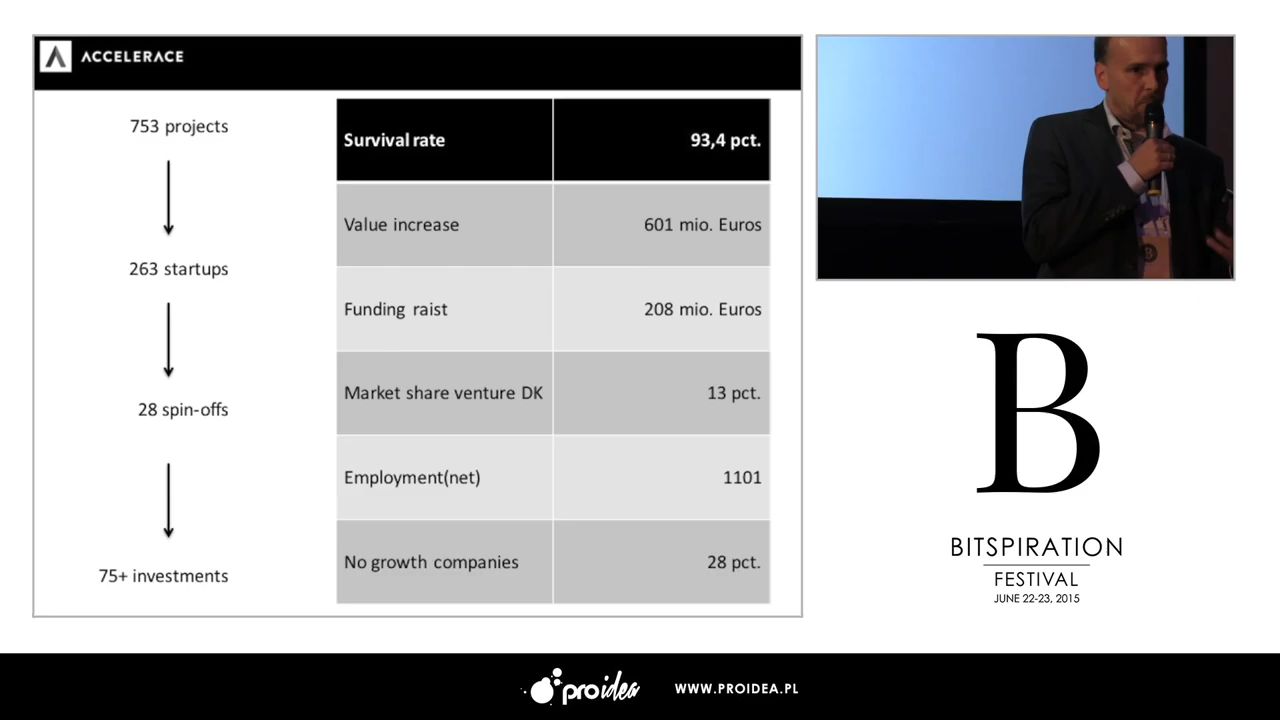 ACCELERACE
753 projects
263 startups
28 spin-offs
75+ investments
Survival rate 93,4 pct.
Value increase 601 mio. Euros
Funding raist 208 mio. Euros
Market share venture DK 13 pct.
Employment(net) 1101
No growth companies 28 pct.
B
BITSPIRATION
FESTIVAL
JUNE 22-23, 2015
proidea
WWW.PROIDEA.PL